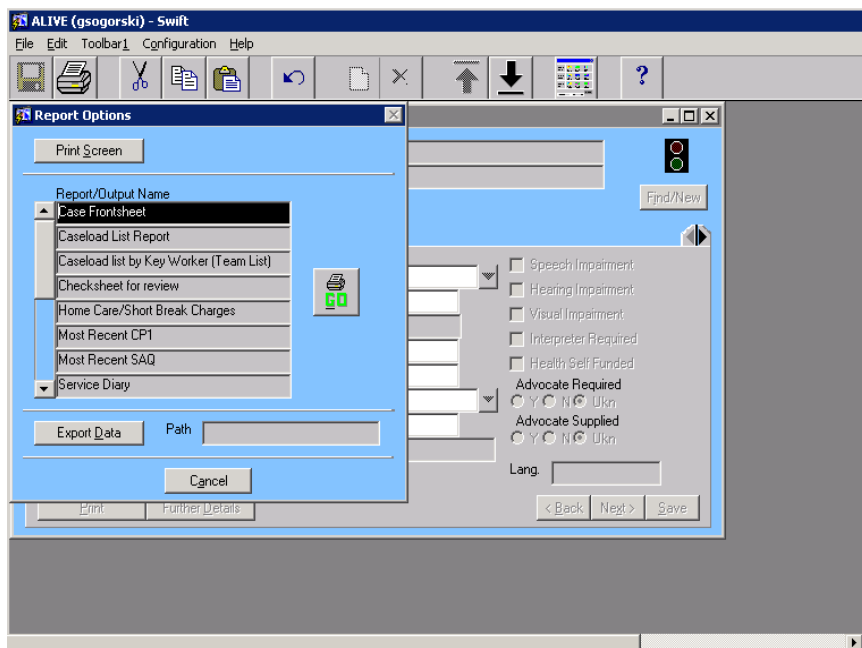 ALIVE (gsogorski) - Swift
File Edit Toolbar1 Configuration Help
?
Report Options
Print Screen
Report/Output Name
Case Frontsheet
Caseload List Report
Caseload list by Key Worker (Team List)
Checksheet for review
Home Care/Short Break Charges
Most Recent CP1
Most Recent SAQ
Service Diary
GO
Export Data Path
Cancel
Find/New
Speech Impairment
Hearing Impairment
Visual Impairment
Interpreter Required
Health Self Funded
Advocate Required
Y N Ukn
Advocate Supplied
Y N Ukn
Lang.
Print Further Details < Back Next > Save